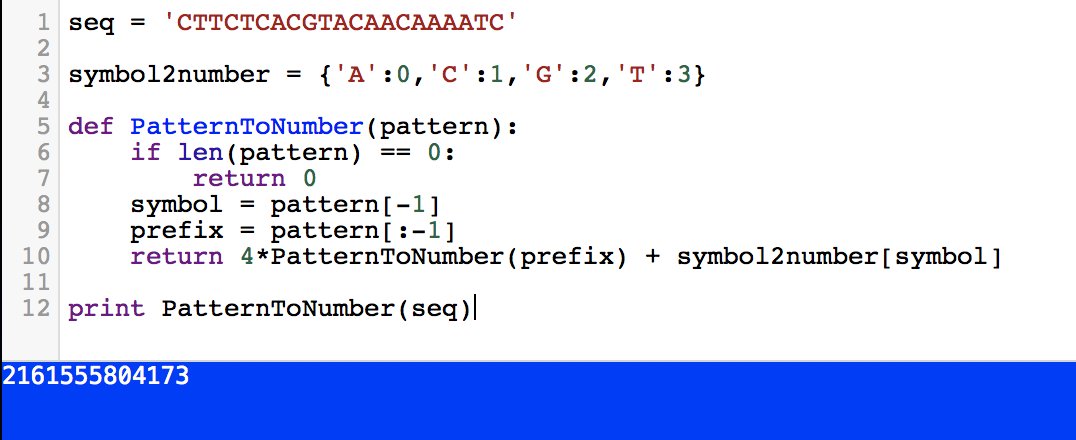 1 seq = 'CTTCTCACGTACAACAAAATC'
2
3 symbol2number = {'A':0,'C':1,'G':2,'T':3}
4
5 def PatternToNumber(pattern):
6     if len(pattern) == 0:
7         return 0
8     symbol = pattern[-1]
9     prefix = pattern[:-1]
10     return 4*PatternToNumber(prefix) + symbol2number[symbol]
11
12 print PatternToNumber(seq)
2161555804173